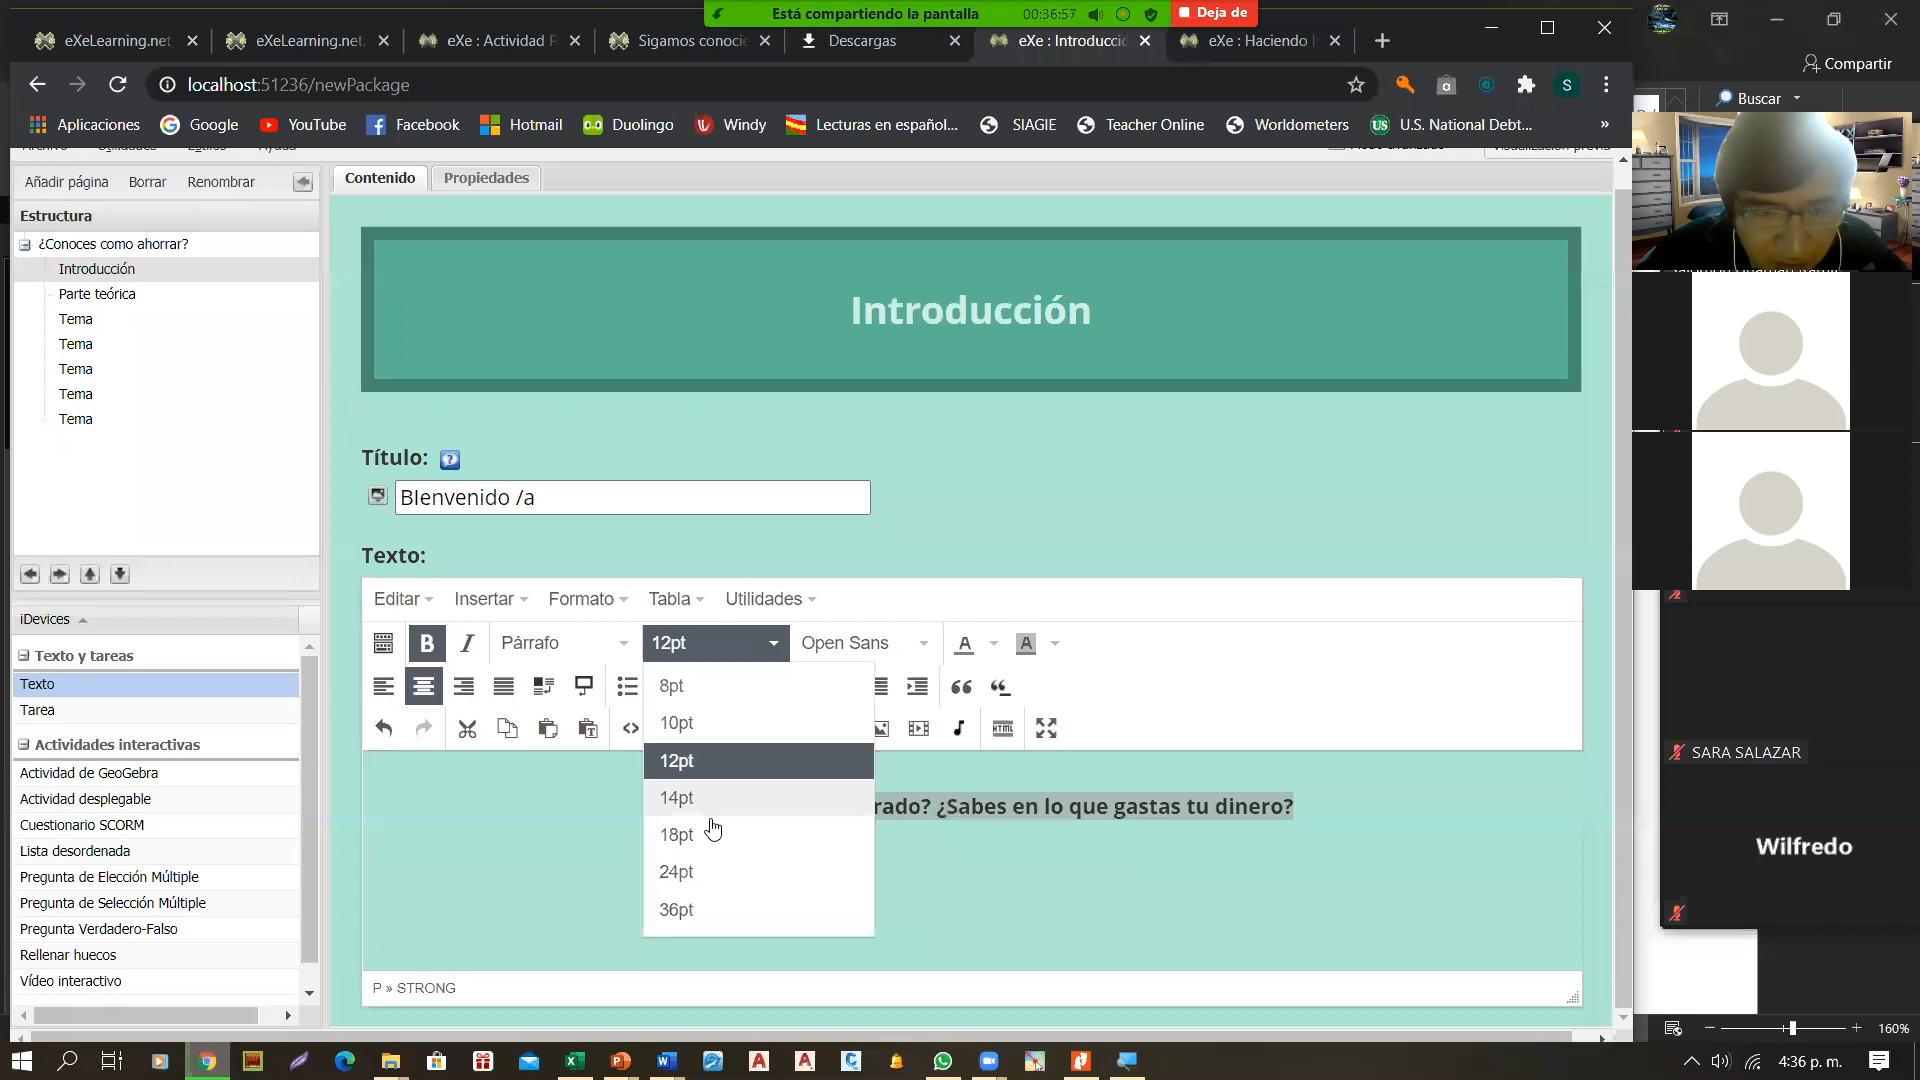 Está compartiendo la pantalla
00:36:57
Deja de
eXeLearning.net
eXeLearning.net
eXe : Actividad P
Sigamos conocie
Descargas
eXe : Introducció
eXe : Haciendo
Compartir
localhost:51236/newPackage
a
S
Buscar
Aplicaciones
Google
YouTube
Facebook
Hotmail
Duolingo
Windy
Lecturas en español...
SIAGIE
Teacher Online
Worldometers
US
U.S. National Debt...
»
Añadir página
Borrar
Renombrar
Contenido
Propiedades
Estructura
¿Conoces como ahorrar?
Introducción
Parte teórica
Tema
Tema
Tema
Tema
Tema
Introducción
Título:
BIenvenido /a
Texto:
Editar
Insertar
Formato
Tabla
Utilidades
B
I
Párrafo
12pt
Open Sans
A
A
8pt
10pt
12pt
14pt
18pt
24pt
36pt
HTML
rado? ¿Sabes en lo que gastas tu dinero?
P » STRONG
iDevices
Texto y tareas
Texto
Tarea
Actividades interactivas
Actividad de GeoGebra
Actividad desplegable
Cuestionario SCORM
Lista desordenada
Pregunta de Elección Múltiple
Pregunta de Selección Múltiple
Pregunta Verdadero-Falso
Rellenar huecos
Vídeo interactivo
SARA SALAZAR
Wilfredo
160%
4:36 p. m.